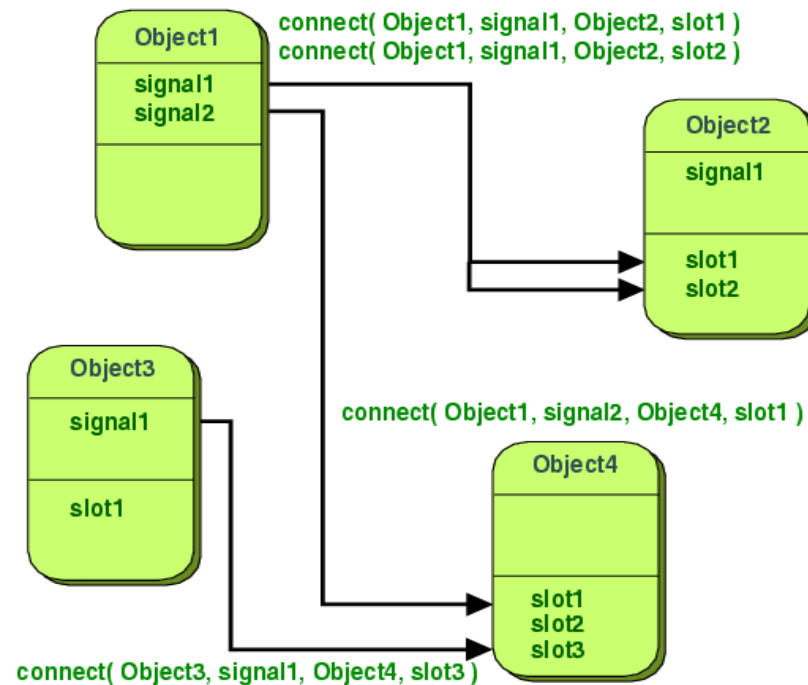 Object1
signal1
signal2
connect( Object1, signal1, Object2, slot1 )
connect( Object1, signal1, Object2, slot2 )
Object2
signal1
slot1
slot2
Object3
signal1
slot1
connect( Object1, signal2, Object4, slot1 )
Object4
slot1
slot2
slot3
connect( Object3, signal1, Object4, slot3 )